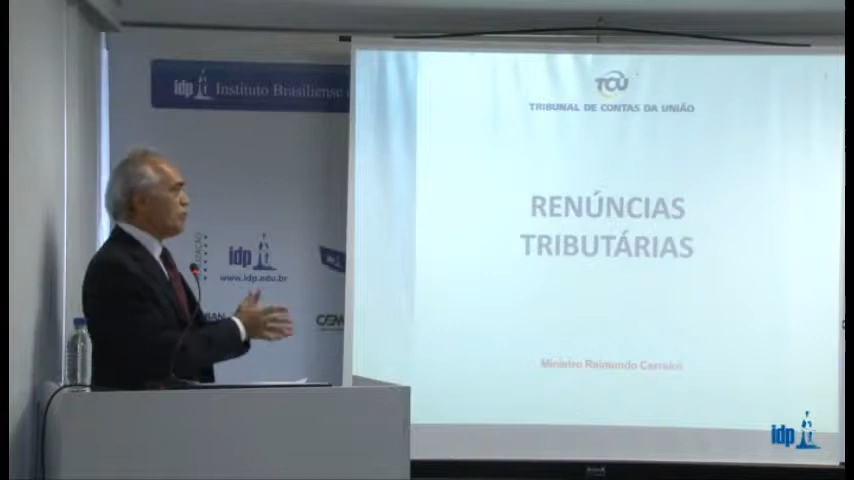 idp Instituto Brasiliense
TCU
TRIBUNAL DE CONTAS DA UNIÃO
RENÚNCIAS
TRIBUTÁRIAS
Ministro Raimundo Carreiro
idp
www.idp.edu.br
idp